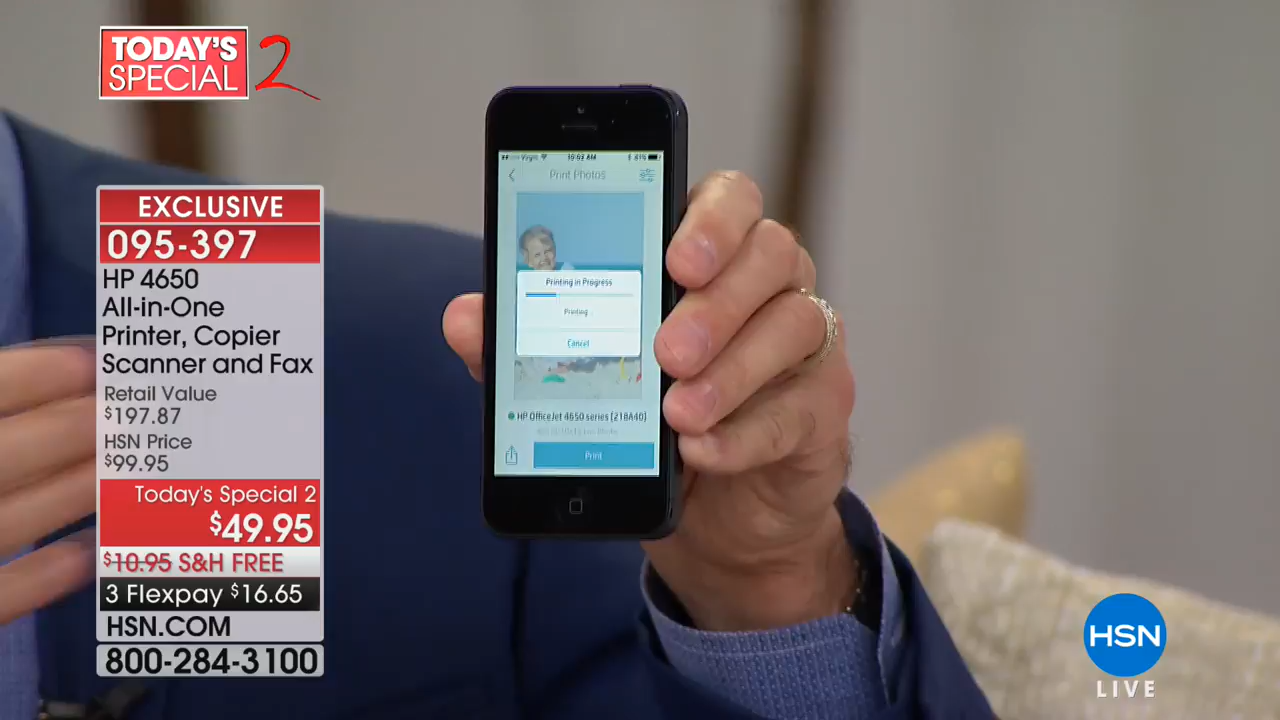 TODAY'S
SPECIAL 2
EXCLUSIVE
095-397
HP 4650
All-in-One
Printer, Copier
Scanner and Fax
Retail Value
$197.87
HSN Price
$99.95
Today's Special 2
$49.95
$10.95 S&H FREE
3 Flexpay $16.65
HSN.COM
800-284-3100
Virgin
81%
Print Photos
Printing in Progress
Printing
Cancel
HP OfficeJet 4650 series
Print
HSN
LIVE